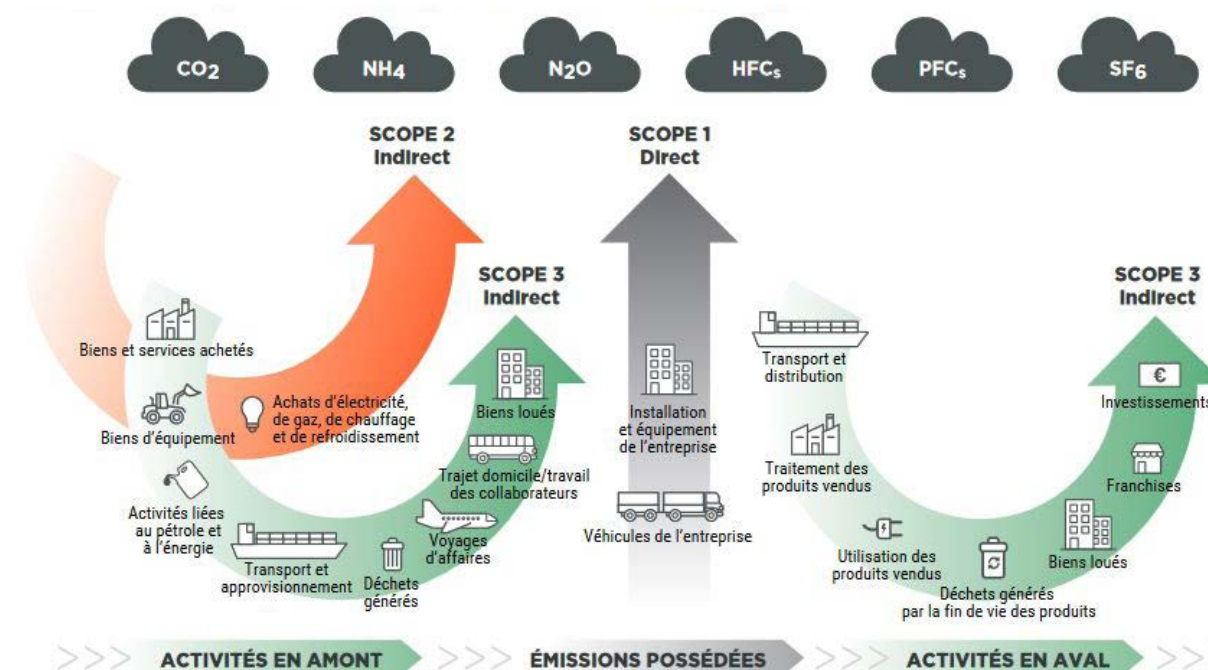 CO2
NH4
N2O
HFCs
PFCs
SF6
SCOPE 2
Indirect
SCOPE 1
Direct
SCOPE 3
Indirect
SCOPE 3
Indirect
Biens et services achetés
Biens d'équipement
Activités liées
au pétrole et
à l'énergie
Transport et
approvisionnement
Déchets
générés
Voyages
d'affaires
Trajet domicile/travail
des collaborateurs
Biens loués
Achats d'électricité,
de gaz, de chauffage
et de refroidissement
Installation
et équipement
de l'entreprise
Véhicules de l'entreprise
Transport et
distribution
Traitement des
produits vendus
Utilisation des
produits vendus
Déchets générés
par la fin de vie des produits
Biens loués
Franchises
€
Investissements
>>> ACTIVITÉS EN AMONT >>> ÉMISSIONS POSSÉDÉES >>> ACTIVITÉS EN AVAL >>